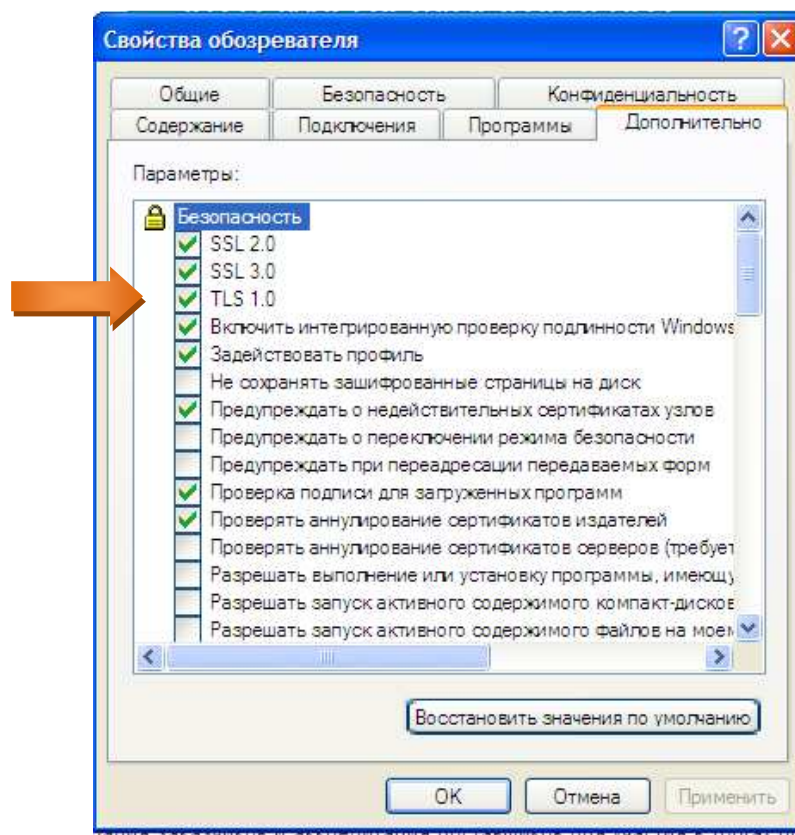 Свойства обозревателя
Общие
Безопасность
Конфиденциальность
Содержание
Подключения
Программы
Дополнительно
Параметры:
Безопасность
SSL 2.0
SSL 3.0
TLS 1.0
Включить интегрированную проверку подлинности Windows
Задействовать профиль
Не сохранять зашифрованные страницы на диск
Предупреждать о недействительных сертификатах узлов
Предупреждать о переключении режима безопасности
Предупреждать при переадресации передаваемых форм
Проверка подписи для загруженных программ
Проверять аннулирование сертификатов издателей
Проверять аннулирование сертификатов серверов (требует
Разрешать выполнение или установку программы, имеющу
Разрешать запуск активного содержимого компакт-дисков
Разрешать запуск активного содержимого файлов на моем
Восстановить значения по умолчанию
OK
Отмена
Применить